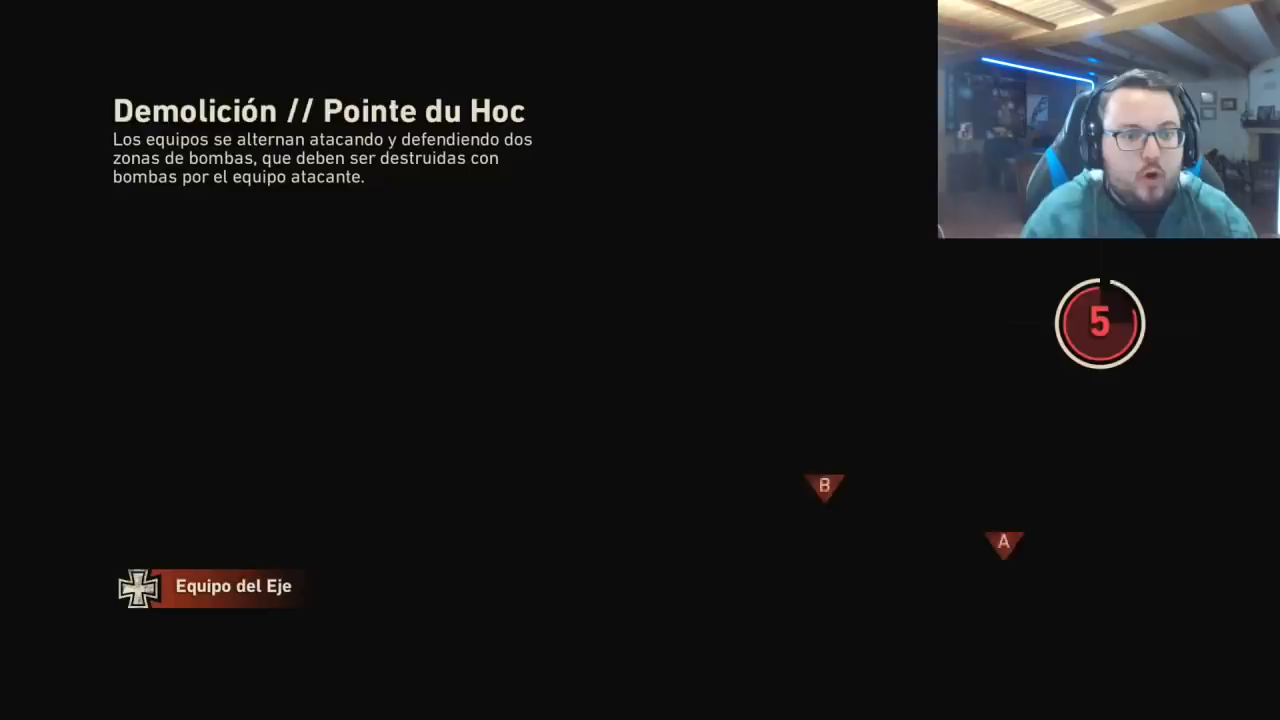 Demolición // Pointe du Hoc
Los equipos se alternan atacando y defendiendo dos
zonas de bombas, que deben ser destruidas con
bombas por el equipo atacante.
5
B
A
Equipo del Eje